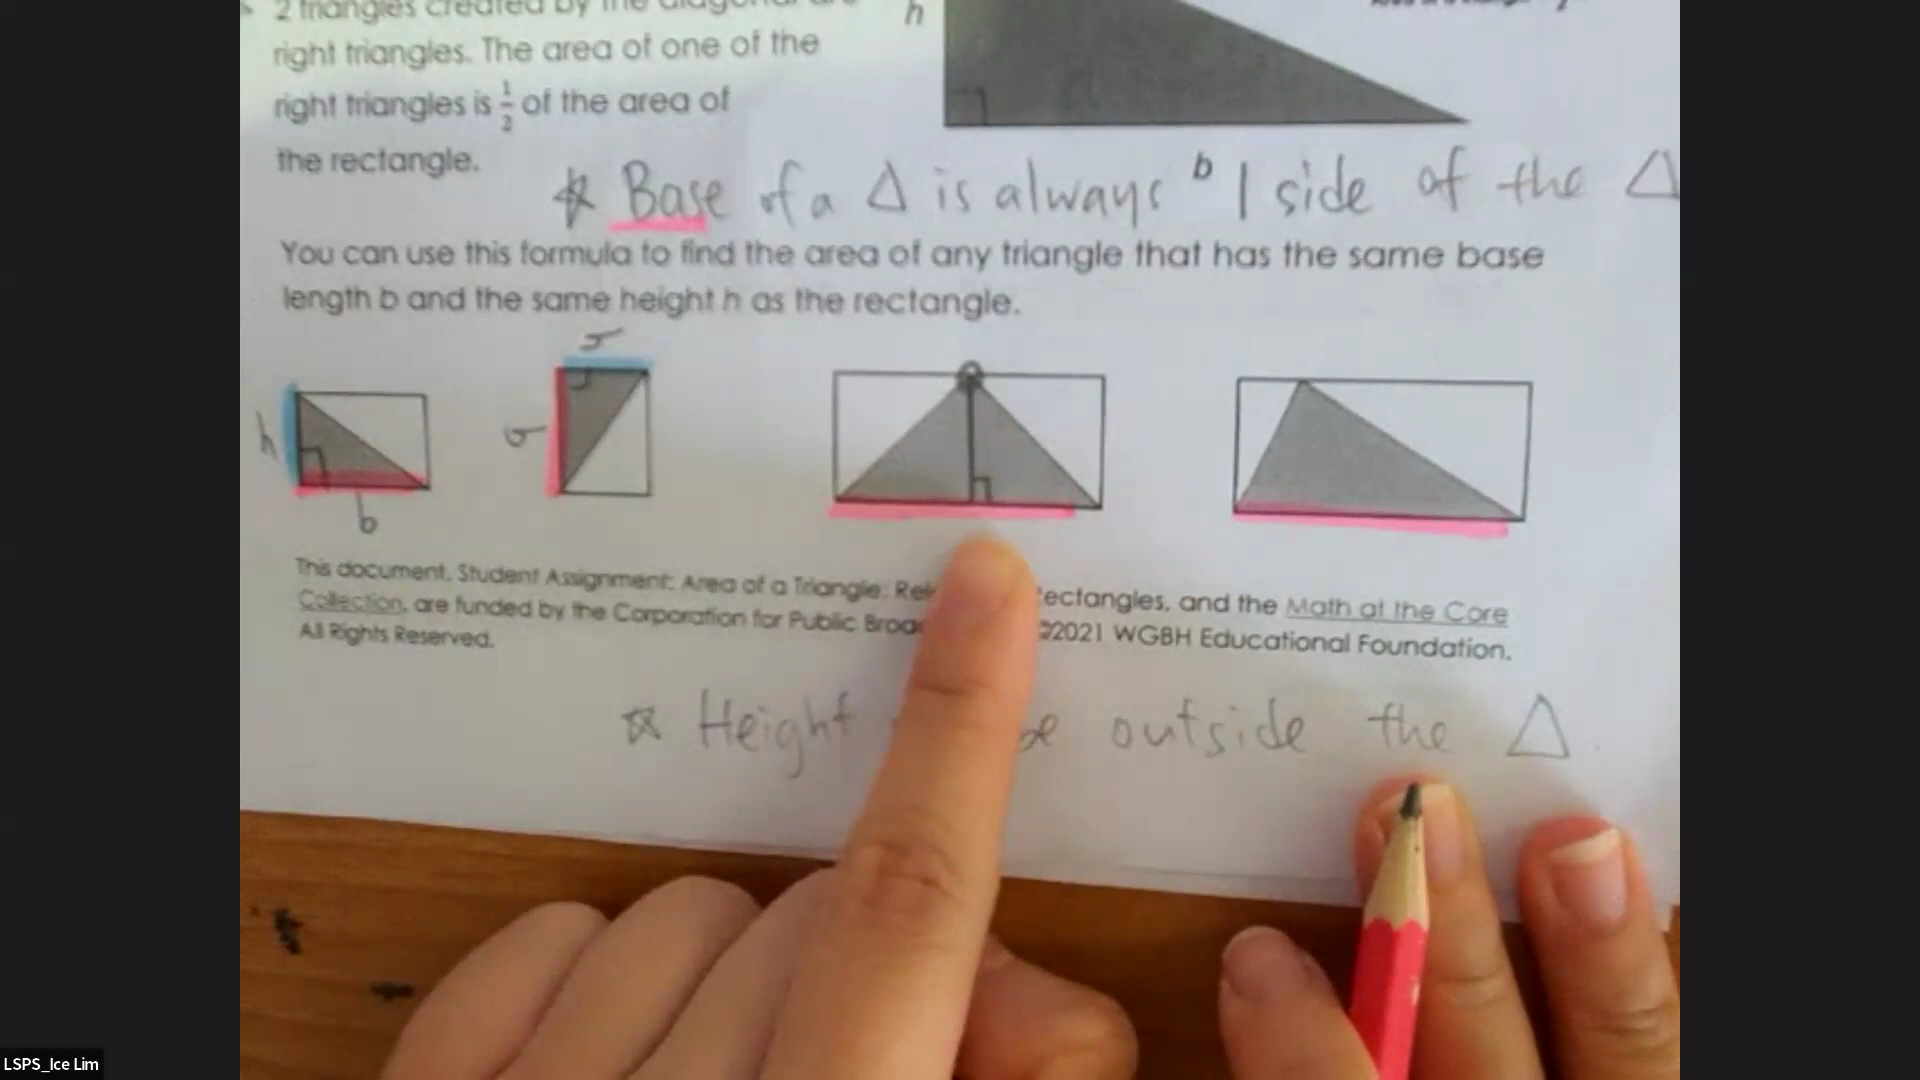 2 triangles created by the diagonal are
right triangles. The area of one of the
right triangles is 1/2 of the area of
the rectangle.
h
b
☆ Base of a △ is always 1 side of the △
You can use this formula to find the area of any triangle that has the same base
length b and the same height h as the rectangle.
h
b
This document, Student Assignment: Area of a Triangle: ectangles, and the Math at the Core
Collection, are funded by the Corporation for Public ©2021 WGBH Educational Foundation.
All Rights Reserved.
☆ Height outside the △
LSPS_Ice Lim